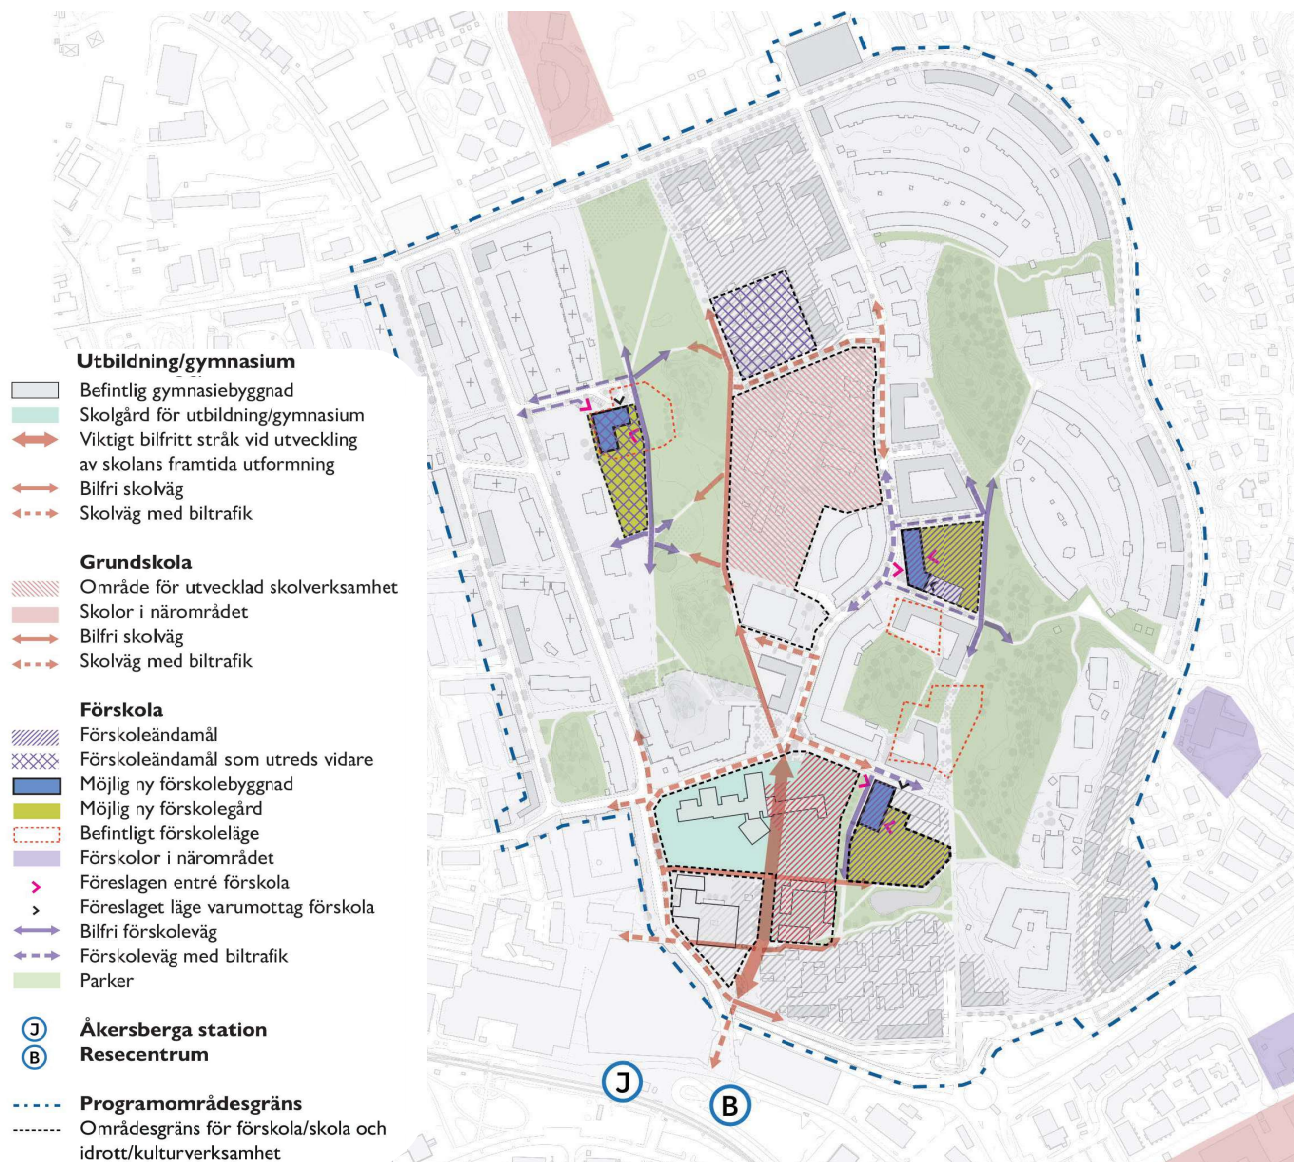 Utbildning/gymnasium
Befintlig gymnasiebyggnad
Skolgård för utbildning/gymnasium
Viktigt bilfritt stråk vid utveckling
av skolans framtida utformning
Bilfri skolväg
Skolväg med biltrafik
Grundskola
Område för utvecklad skolverksamhet
Skolor i närområdet
Bilfri skolväg
Skolväg med biltrafik
Förskola
Förskoleändamål
Förskoleändamål som utreds vidare
Möjlig ny förskolebyggnad
Möjlig ny förskolegård
Befintligt förskoleläge
Förskolor i närområdet
Föreslagen entré förskola
Föreslaget läge varumottag förskola
Bilfri förskoleväg
Förskoleväg med biltrafik
Parker
J Åkersberga station
B Resecentrum
Programområdesgräns
Områdesgräns för förskola/skola och
idrott/kulturverksamhet
J
B